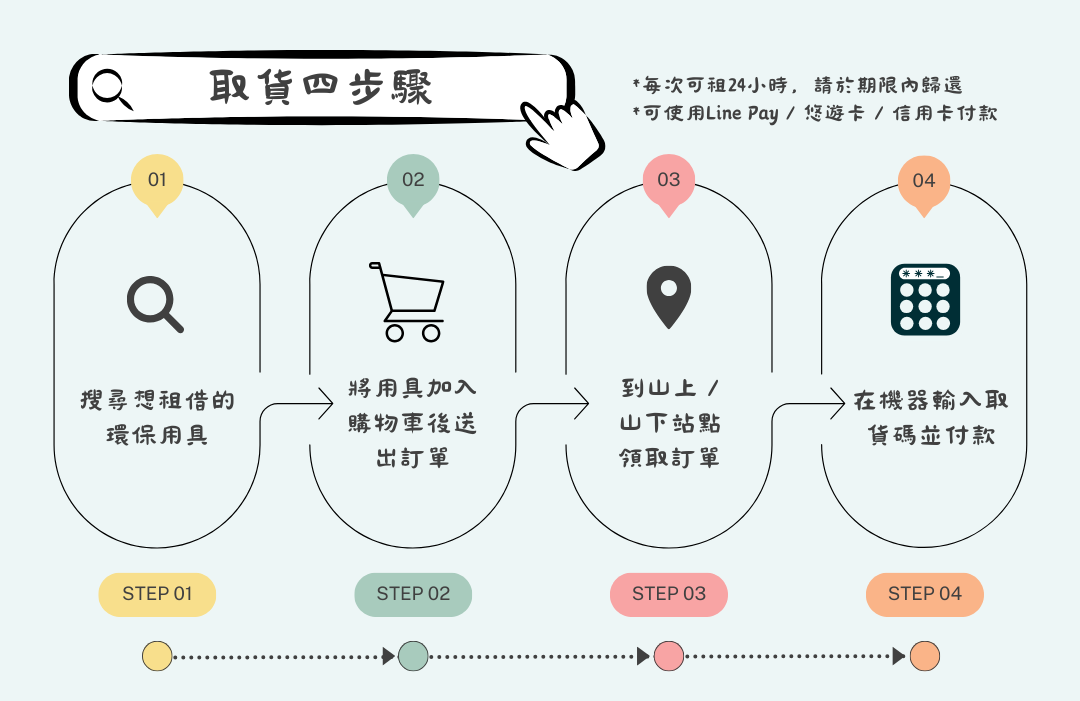 取貨四步驟
*每次可租24小時，請於期限內歸還
*可使用Line Pay / 悠遊卡 / 信用卡付款
01
搜尋想租借的
環保用具
02
將用具加入
購物車後送
出訂單
03
到山上 /
山下站點
領取訂單
04
***_
在機器輸入取
貨碼並付款
STEP 01
STEP 02
STEP 03
STEP 04